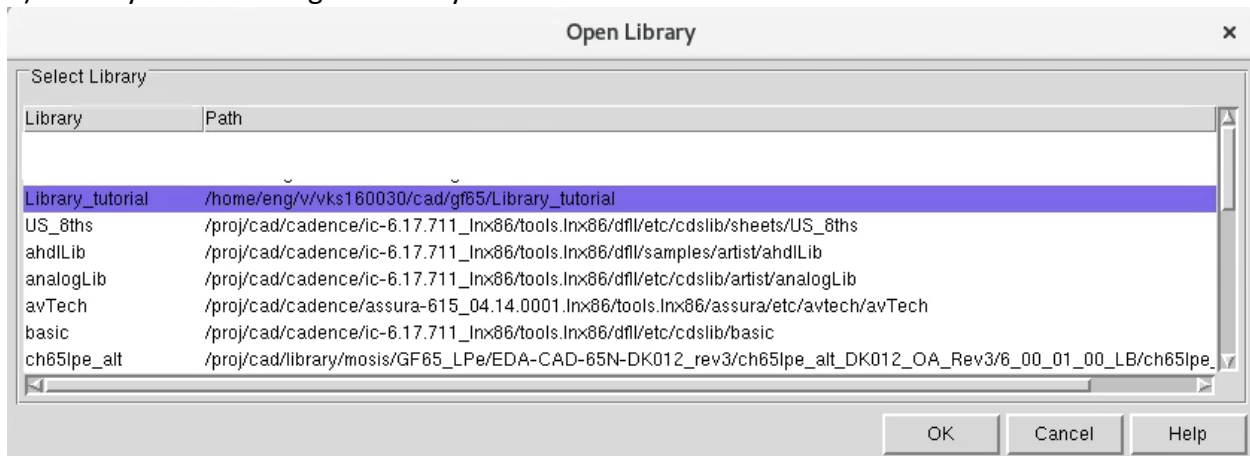 Open Library
Select Library
Library Path
Library_tutorial /home/eng/v/vks160030/cad/gf65/Library_tutorial
US_8ths /proj/cad/cadence/ic-6.17.711_lnx86/tools.lnx86/dfII/etc/cdslib/sheets/US_8ths
ahdlLib /proj/cad/cadence/ic-6.17.711_lnx86/tools.lnx86/dfII/samples/artist/ahdlLib
analogLib /proj/cad/cadence/ic-6.17.711_lnx86/tools.lnx86/dfII/etc/cdslib/artist/analogLib
avTech /proj/cad/cadence/assura-615_04.14.0001.lnx86/tools.lnx86/assura/etc/avtech/avTech
basic /proj/cad/cadence/ic-6.17.711_lnx86/tools.lnx86/dfII/etc/cdslib/basic
ch65lpe_alt /proj/cad/library/mosis/GF65_LPe/EDA-CAD-65N-DK012_rev3/ch65lpe_alt_DK012_OA_Rev3/6_00_01_00_LB/ch65lpe_
OK Cancel Help